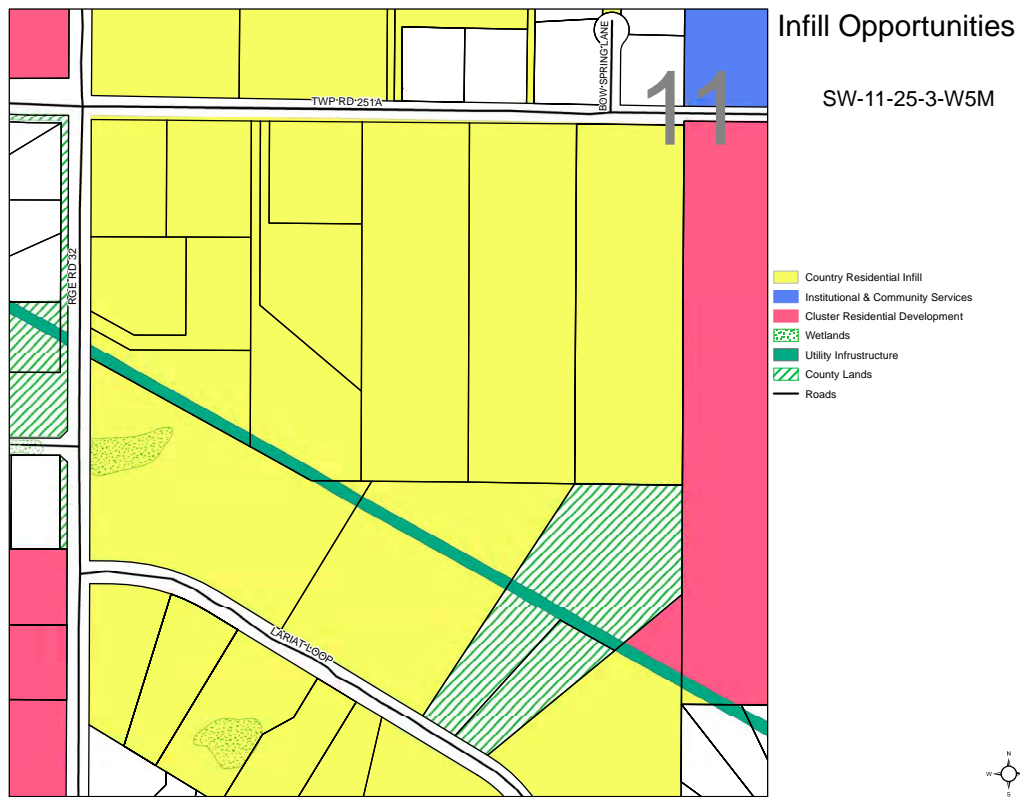 Infill Opportunities
SW-11-25-3-W5M
BOW SPRING LANE
11
TWP RD 251A
RGE RD 32
LARIAT LOOP
Country Residential Infill
Institutional & Community Services
Cluster Residential Development
Wetlands
Utility Infrustructure
County Lands
Roads
N
W
S